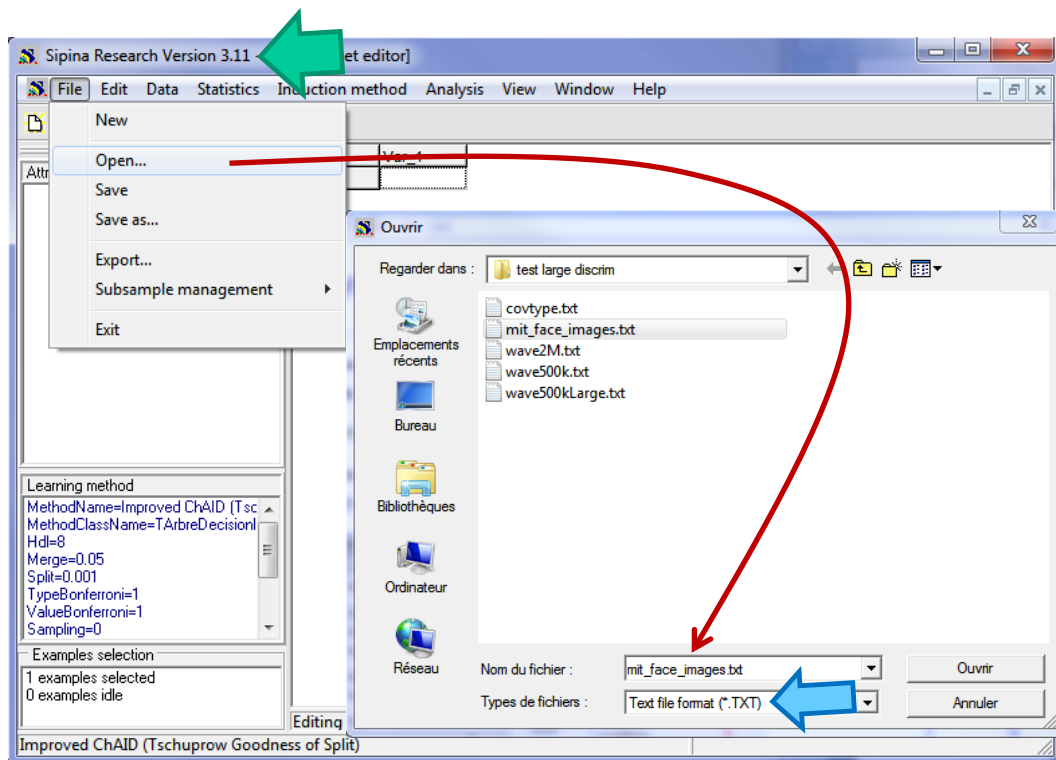 Sipina Research Version 3.11 - et editor]
File Edit Data Statistics Induction method Analysis View Window Help
New
Open...
Save
Save as...
Export...
Subsample management
Exit
Attr
Var_1
Ouvrir
Regarder dans :
test large discrim
Emplacements
récents
Bureau
Bibliothèques
Ordinateur
Réseau
covtype.txt
mit_face_images.txt
wave2M.txt
wave500k.txt
wave500kLarge.txt
Nom du fichier :
mit_face_images.txt
Ouvrir
Types de fichiers :
Text file format (*.TXT)
Annuler
Learning method
MethodName=Improved ChAID (Tsc
MethodClassName=TArbreDecisionI
Hdl=8
Merge=0.05
Split=0.001
TypeBonferroni=1
ValueBonferroni=1
Sampling=0
Examples selection
1 examples selected
0 examples idle
Editing
Improved ChAID (Tschuprow Goodness of Split)